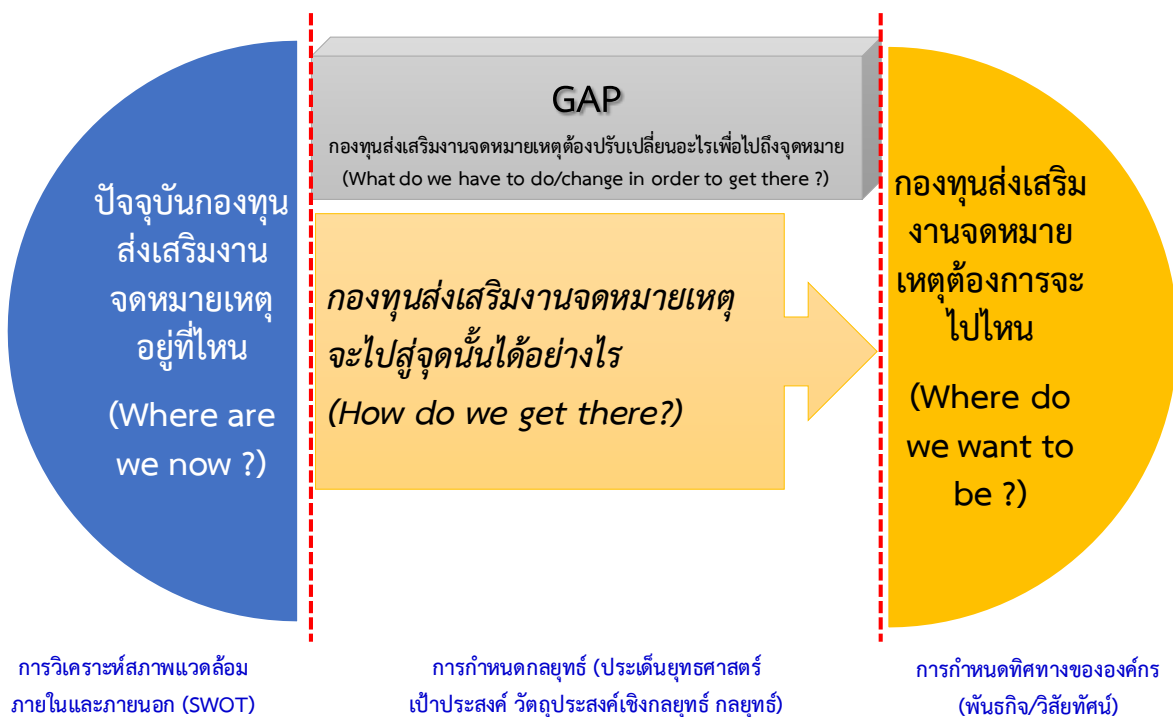 GAP
กองทุนส่งเสริมงานจดหมายเหตุต้องปรับเปลี่ยนอะไรเพื่อไปถึงจุดหมาย
(What do we have to do/change in order to get there ?)
ปัจจุบันกองทุน
ส่งเสริมงาน
จดหมายเหตุ
อยู่ที่ไหน
(Where are
we now ?)
กองทุนส่งเสริมงานจดหมายเหตุ
จะไปสู่จุดนั้นได้อย่างไร
(How do we get there?)
กองทุนส่งเสริม
งานจดหมาย
เหตุต้องการจะ
ไปไหน
(Where do
we want to
be ?)
การวิเคราะห์สภาพแวดล้อม
ภายในและภายนอก (SWOT)
การกำหนดกลยุทธ์ (ประเด็นยุทธศาสตร์
เป้าประสงค์ วัตถุประสงค์เชิงกลยุทธ์ กลยุทธ์)
การกำหนดทิศทางขององค์กร
(พันธกิจ/วิสัยทัศน์)